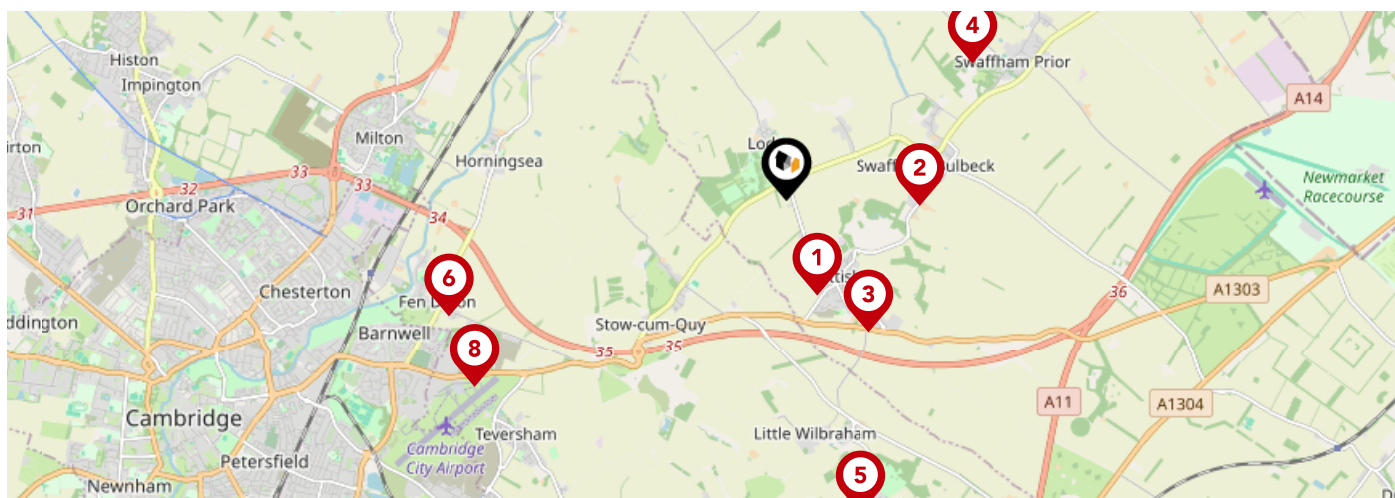 4
Histon
Swaffham Prior
Impington
A14
Milton
irton
33
Horningsea
2
32
33
Newmarket
Racecourse
31
Orchard Park
34
1
6
3
Chesterton
36
A1303
Fen
ddington
Barnwell
Stow-cum-Quy
8
35
35
A11
A1304
Cambridge
Teversham
Little Wilbraham
Cambridge
City Airport
Petersfield
5
Newnham